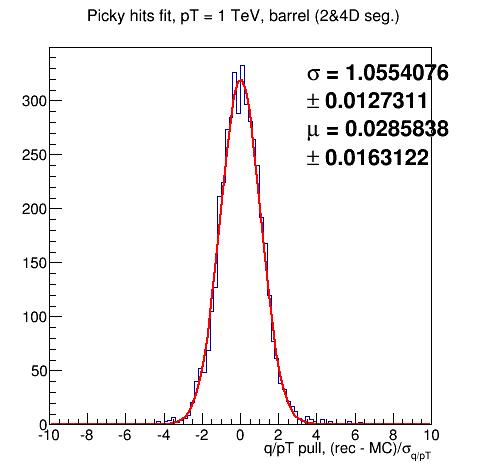 Picky hits fit, pT = 1 TeV, barrel (2&4D seg.)
σ = 1.0554076
± 0.0127311
μ = 0.0285838
± 0.0163122
300
250
200
150
100
50
0
-10 -8 -6 -4 -2 0 2 4 6 8 10
q/pT pull, (rec - MC)/σq/pT